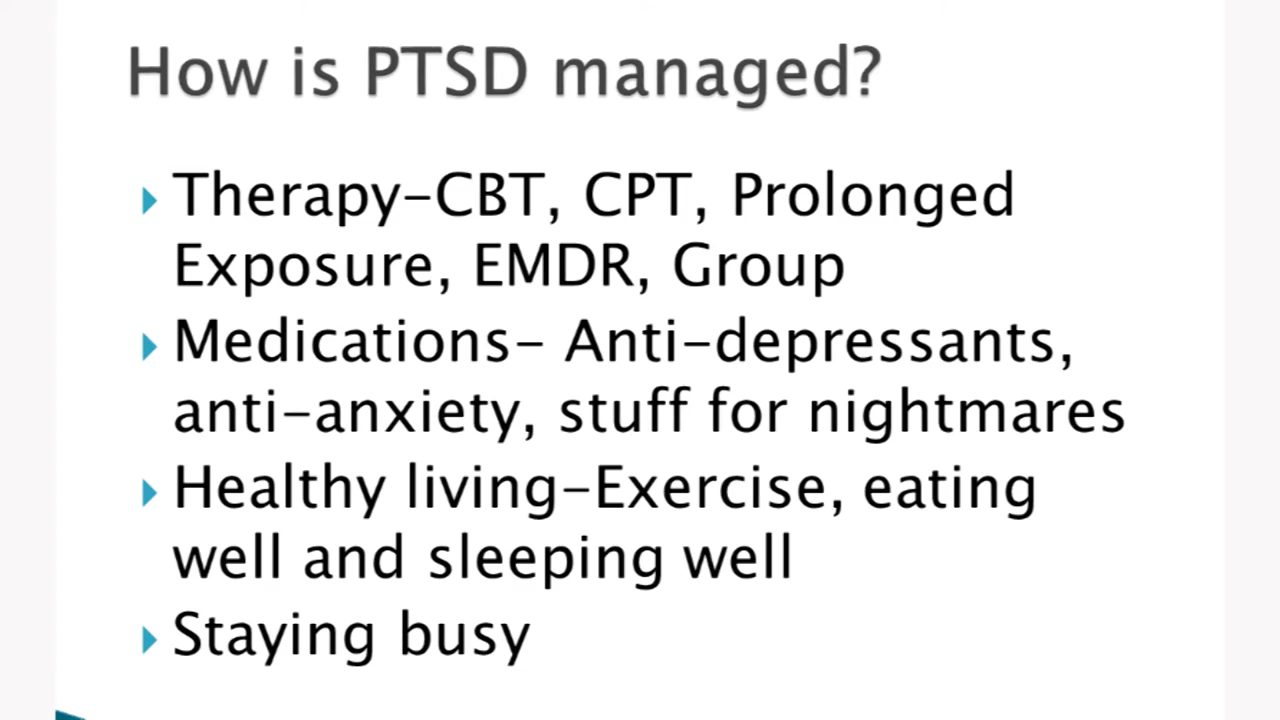 How is PTSD managed?
Therapy-CBT, CPT, Prolonged
Exposure, EMDR, Group
Medications- Anti-depressants,
anti-anxiety, stuff for nightmares
Healthy living-Exercise, eating
well and sleeping well
Staying busy